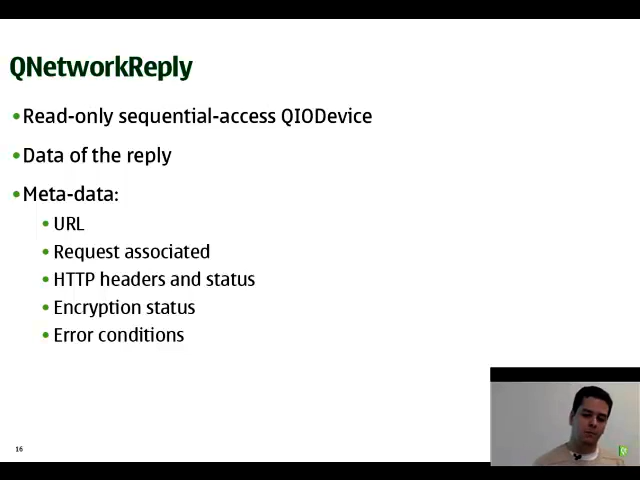 QNetworkReply
•Read-only sequential-access QIODevice
•Data of the reply
•Meta-data:
•URL
•Request associated
•HTTP headers and status
•Encryption status
•Error conditions
16